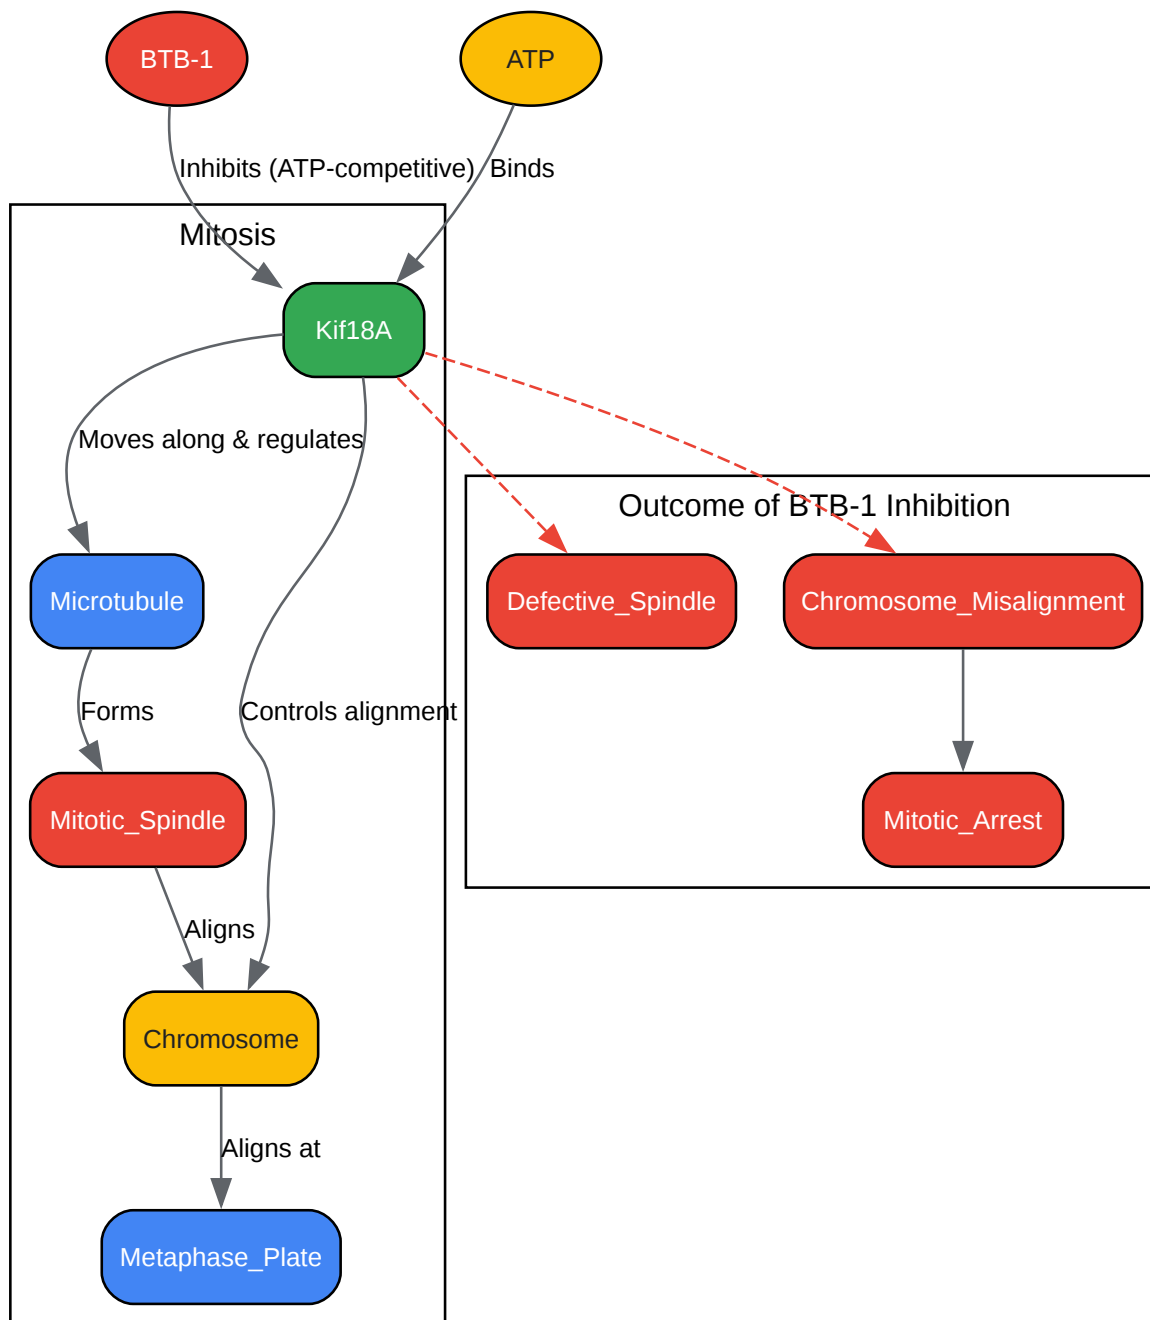 BTB-1
ATP
Inhibits (ATP-competitive)
Binds
Mitosis
Kif18A
Moves along & regulates
Outcome of BTB-1 Inhibition
Microtubule
Defective_Spindle
Chromosome_Misalignment
Forms
Controls alignment
Mitotic_Spindle
Mitotic_Arrest
Aligns
Chromosome
Aligns at
Metaphase_Plate